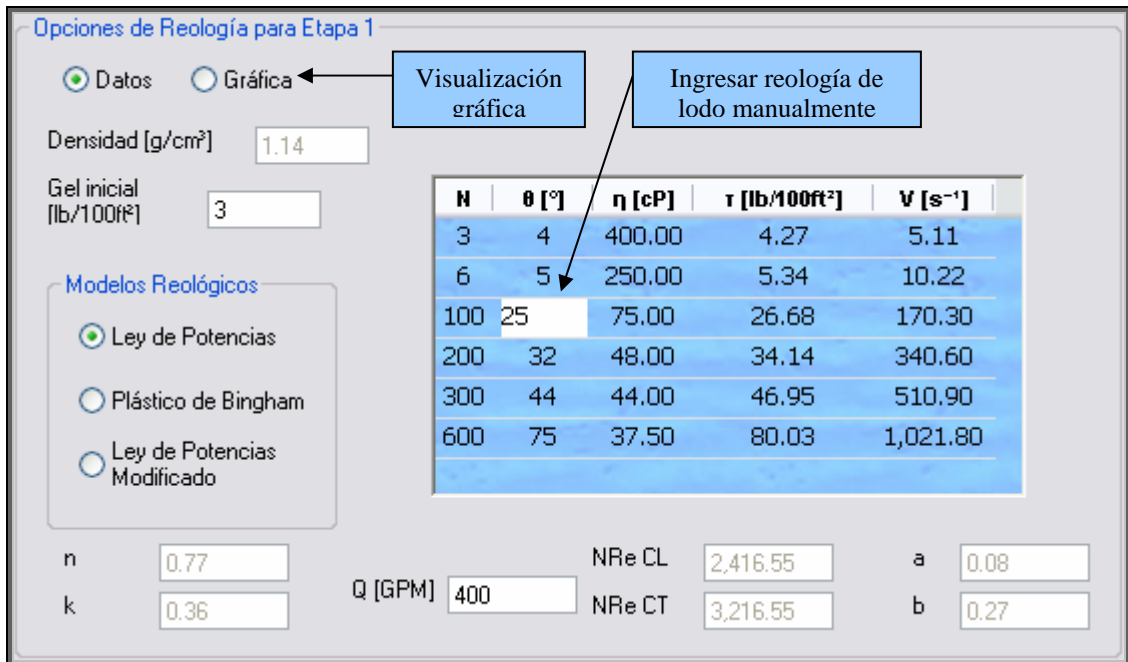 Opciones de Reología para Etapa 1
Datos
Gráfica
Visualización
gráfica
Ingresar reología de
lodo manualmente
Densidad [g/cm³]
1.14
Gel inicial
[lb/100ft²]
3
N θ [°] η [cP] τ [lb/100ft²] V [s⁻¹]
3 4 400.00 4.27 5.11
6 5 250.00 5.34 10.22
100 25 75.00 26.68 170.30
200 32 48.00 34.14 340.60
300 44 44.00 46.95 510.90
600 75 37.50 80.03 1,021.80
Modelos Reológicos
Ley de Potencias
Plástico de Bingham
Ley de Potencias
Modificado
n 0.77
k 0.36
Q [GPM] 400
NRe CL 2,416.55
NRe CT 3,216.55
a 0.08
b 0.27